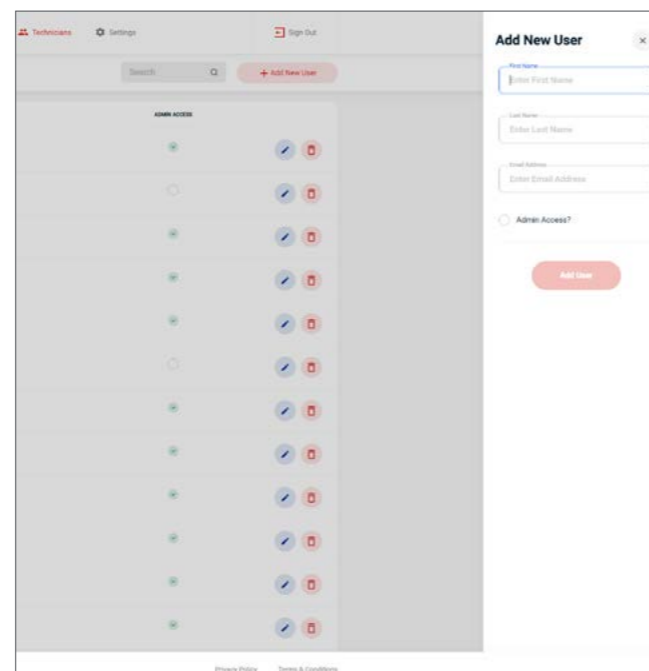 Technicians Settings Sign Out
Search + Add New User
ADMIN ACCESS
Add New User
First Name
Enter First Name
Last Name
Enter Last Name
Email Address
Enter Email Address
Admin Access?
Add User
Privacy Policy Terms & Conditions